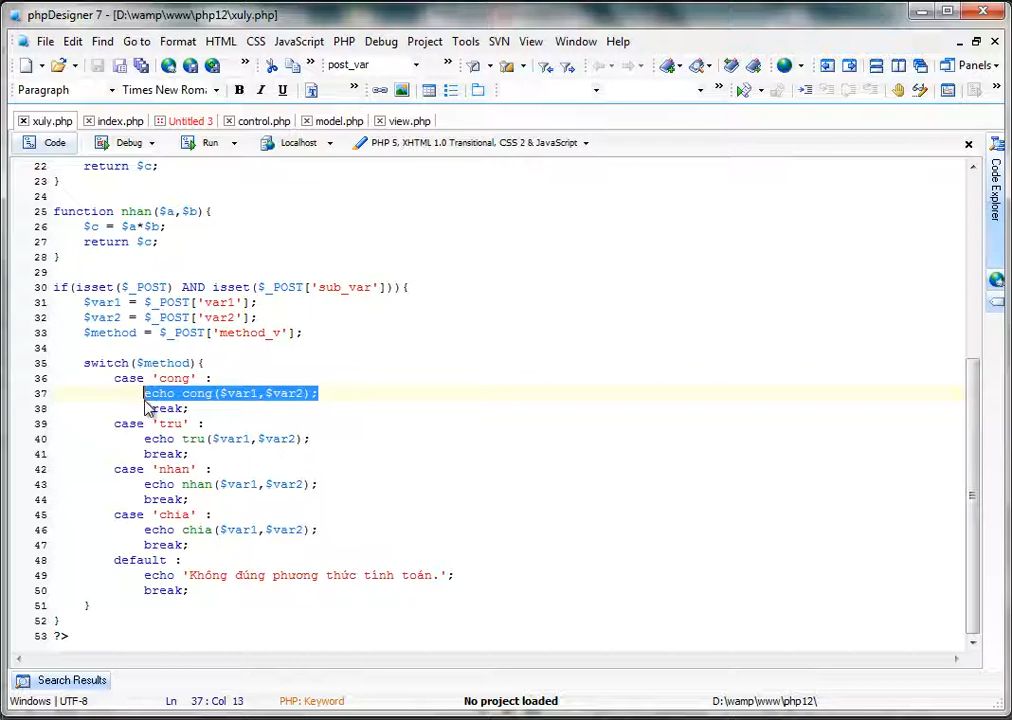 phpDesigner 7 - [D:\wamp\www\php12\xuly.php]
File Edit Find Go to Format HTML CSS JavaScript PHP Debug Project Tools SVN View Window Help
post_var
Panels
Paragraph Times New Roma B I U
xuly.php index.php Untitled 3 control.php model.php view.php
Code Debug Run Localhost PHP 5, XHTML 1.0 Transitional, CSS 2 & JavaScript
Code Explorer
22 return $c;
23 }
24
25 function nhan($a,$b){
26 $c = $a*$b;
27 return $c;
28 }
29
30 if(isset($_POST) AND isset($_POST['sub_var'])){
31 $var1 = $_POST['var1'];
32 $var2 = $_POST['var2'];
33 $method = $_POST['method_v'];
34
35 switch($method){
36 case 'cong' :
37 echo cong($var1,$var2);
38 break;
39 case 'tru' :
40 echo tru($var1,$var2);
41 break;
42 case 'nhan' :
43 echo nhan($var1,$var2);
44 break;
45 case 'chia' :
46 echo chia($var1,$var2);
47 break;
48 default :
49 echo 'Không đúng phương thức tính toán.';
50 break;
51 }
52 }
53 ?>
Search Results
Windows | UTF-8 Ln 37 : Col 13 PHP: Keyword No project loaded D:\wamp\www\php12\